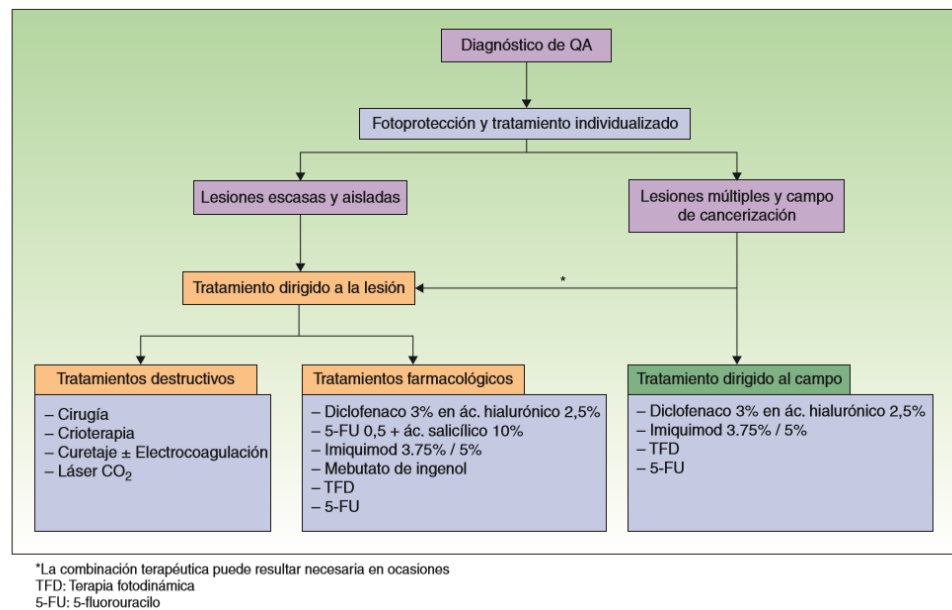 Diagnóstico de QA
Fotoprotección y tratamiento individualizado
Lesiones escasas y aisladas
Lesiones múltiples y campo
de cancerización
Tratamiento dirigido a la lesión
*
Tratamientos destructivos
– Cirugía
– Crioterapia
– Curetaje ± Electrocoagulación
– Láser CO₂
Tratamientos farmacológicos
– Diclofenaco 3% en ác. hialurónico 2,5%
– 5-FU 0,5 + ác. salicílico 10%
– Imiquimod 3.75% / 5%
– Mebutato de ingenol
– TFD
– 5-FU
Tratamiento dirigido al campo
– Diclofenaco 3% en ác. hialurónico 2,5%
– Imiquimod 3.75% / 5%
– TFD
– 5-FU
*La combinación terapéutica puede resultar necesaria en ocasiones
TFD: Terapia fotodinámica
5-FU: 5-fluorouracilo